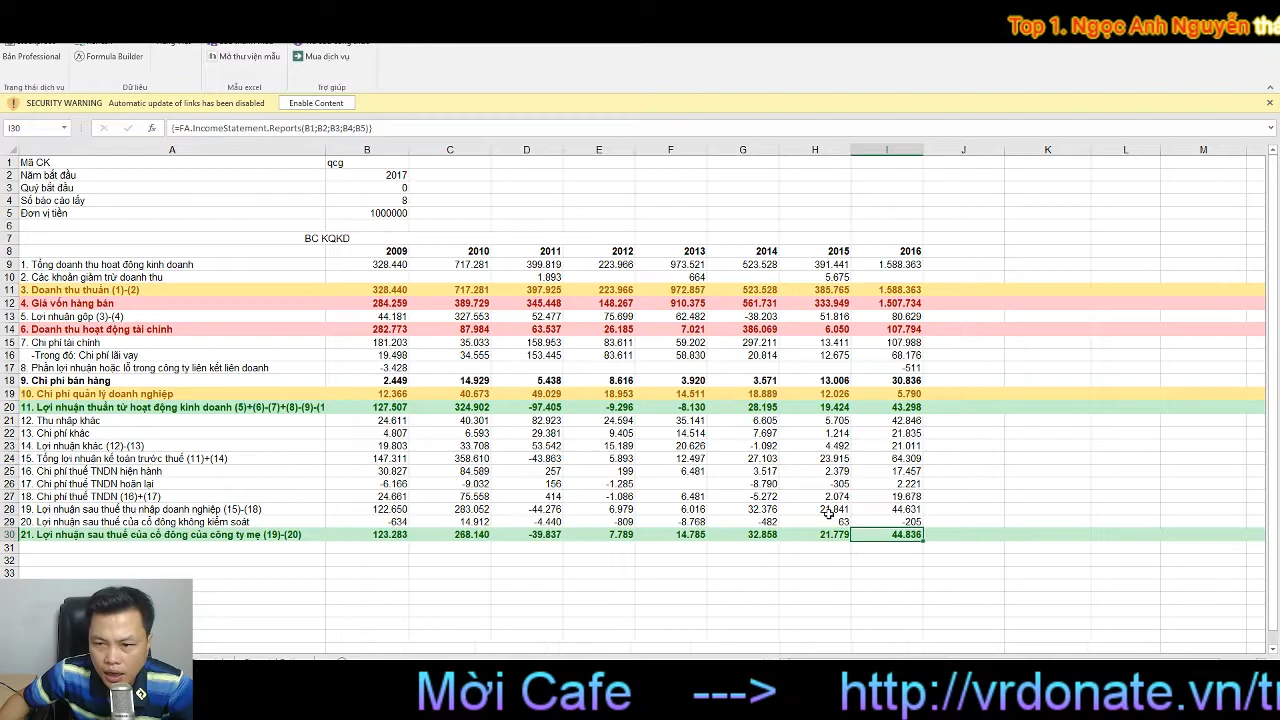 Top 1. Ngọc Anh Nguyễn
Bản Professional
Formula Builder
Mở thư viện mẫu
Mua dịch vụ
Trạng thái dịch vụ
Dữ liệu
Mẫu excel
Trợ giúp
SECURITY WARNING Automatic update of links has been disabled Enable Content
I30 fx {=FA.IncomeStatement.Reports(B1;B2;B3;B4;B5)}
A B C D E F G H I J K L M
1 Mã CK qcg
2 Năm bắt đầu 2017
3 Quý bắt đầu 0
4 Số báo cáo lấy 8
5 Đơn vị tiền 1000000
6
7 BC KQKD
8 2009 2010 2011 2012 2013 2014 2015 2016
9 1. Tổng doanh thu hoạt động kinh doanh 328.440 717.281 399.819 223.966 973.521 523.528 391.441 1.588.363
10 2. Các khoản giảm trừ doanh thu 1.893 664 5.675
11 3. Doanh thu thuần (1)-(2) 328.440 717.281 397.925 223.966 972.857 523.528 385.765 1.588.363
12 4. Giá vốn hàng bán 284.259 389.729 345.448 148.267 910.375 561.731 333.949 1.507.734
13 5. Lợi nhuận gộp (3)-(4) 44.181 327.553 52.477 75.699 62.482 -38.203 51.816 80.629
14 6. Doanh thu hoạt động tài chính 282.773 87.984 63.537 26.185 7.021 386.069 6.050 107.794
15 7. Chi phí tài chính 181.203 35.033 158.953 83.611 59.202 297.211 13.411 107.988
16 -Trong đó: Chi phí lãi vay 19.498 34.555 153.445 83.611 58.830 20.814 12.675 68.176
17 8. Phần lợi nhuận hoặc lỗ trong công ty liên kết liên doanh -3.428 -511
18 9. Chi phí bán hàng 2.449 14.929 5.438 8.616 3.920 3.571 13.006 30.836
19 10. Chi phí quản lý doanh nghiệp 12.366 40.673 49.029 18.953 14.511 18.889 12.026 5.790
20 11. Lợi nhuận thuần từ hoạt động kinh doanh (5)+(6)-(7)+(8)-(9)-(1 127.507 324.902 -97.405 -9.296 -8.130 28.195 19.424 43.298
21 12. Thu nhập khác 24.611 40.301 82.923 24.594 35.141 6.605 5.705 42.846
22 13. Chi phí khác 4.807 6.593 29.381 9.405 14.514 7.697 1.214 21.835
23 14. Lợi nhuận khác (12)-(13) 19.803 33.708 53.542 15.189 20.626 -1.092 4.492 21.011
24 15. Tổng lợi nhuận kế toán trước thuế (11)+(14) 147.311 358.610 -43.863 5.893 12.497 27.103 23.915 64.309
25 16. Chi phí thuế TNDN hiện hành 30.827 84.589 257 199 6.481 3.517 2.379 17.457
26 17. Chi phí thuế TNDN hoãn lại -6.166 -9.032 156 -1.285 -8.790 -305 2.221
27 18. Chi phí thuế TNDN (16)+(17) 24.661 75.558 414 -1.086 6.481 -5.272 2.074 19.678
28 19. Lợi nhuận sau thuế thu nhập doanh nghiệp (15)-(18) 122.650 283.052 -44.276 6.979 6.016 32.376 21.841 44.631
29 20. Lợi nhuận sau thuế của cổ đông không kiểm soát -634 14.912 -4.440 -809 -8.768 -482 63 -205
30 21. Lợi nhuận sau thuế của cổ đông của công ty mẹ (19)-(20) 123.283 268.140 -39.837 7.789 14.785 32.858 21.779 44.836
31
32
33
Mời Cafe ---> http://vrdonate.vn/t